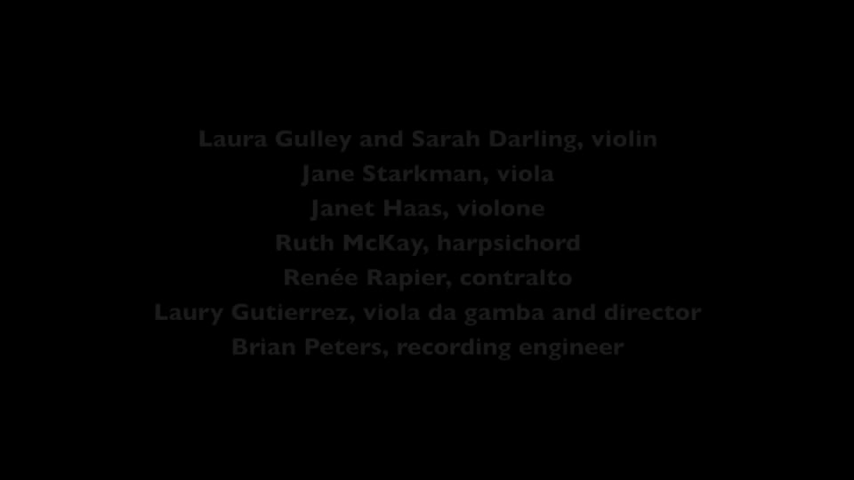 Laura Gulley and Sarah Darling, violin
Jane Starkman, viola
Janet Haas, violone
Ruth McKay, harpsichord
Renée Rapier, contralto
Laury Gutierrez, viola da gamba and director
Brian Peters, recording engineer